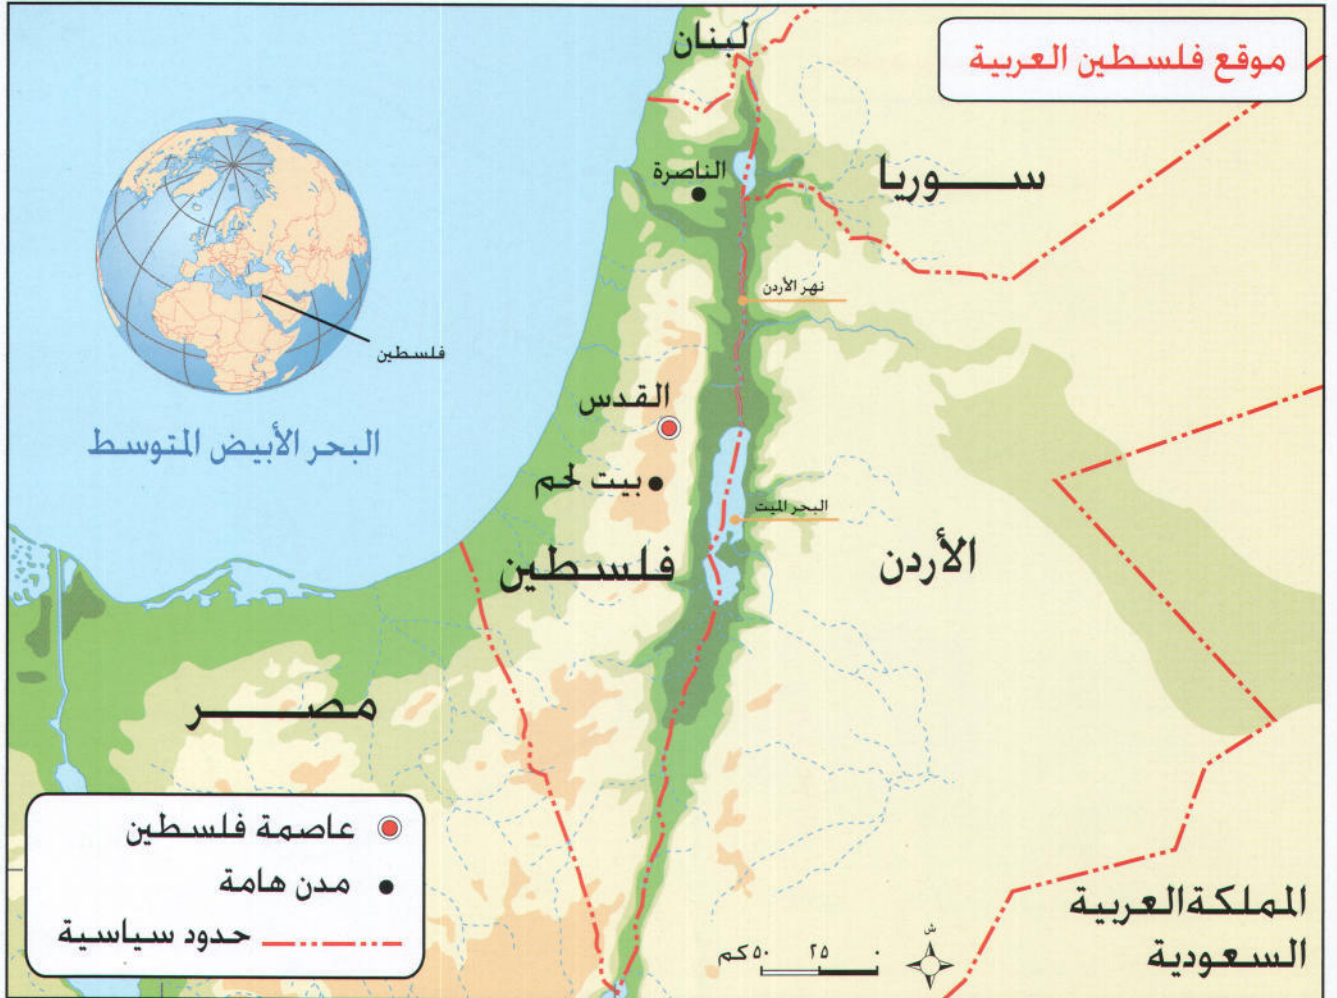 موقع فلسطين العربية
لبنان
سوريا
الناصرة
نهر الأردن
فلسطين
القدس
البحر الأبيض المتوسط
بيت لحم
البحر الميت
فلسطين
الأردن
مصر
عاصمة فلسطين
مدن هامة
حدود سياسية
المملكة العربية
السعودية
ش
٠ ٢٥ ٥٠ كم